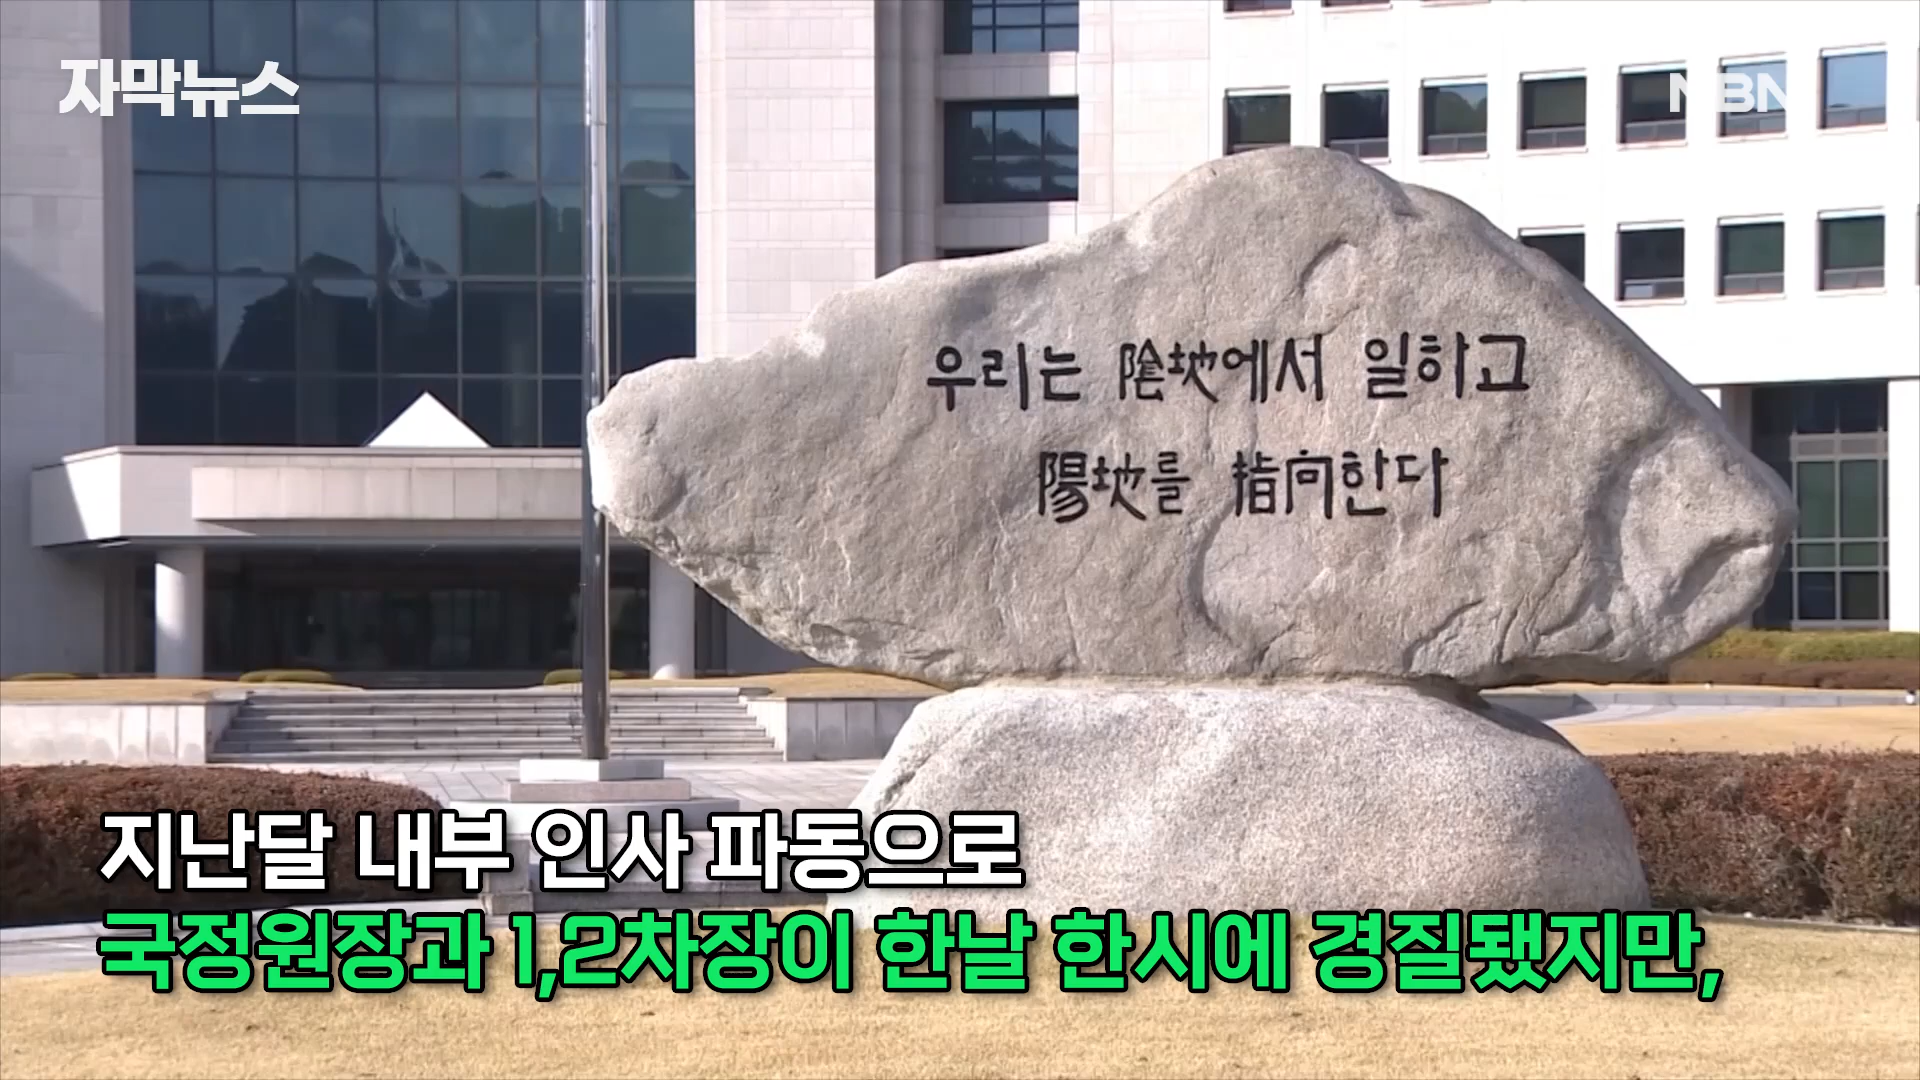 자막뉴스
MBN
우리는 陰地에서 일하고
陽地를 指向한다
지난달 내부 인사 파동으로
국정원장과 1,2차장이 한날 한시에 경질됐지만,